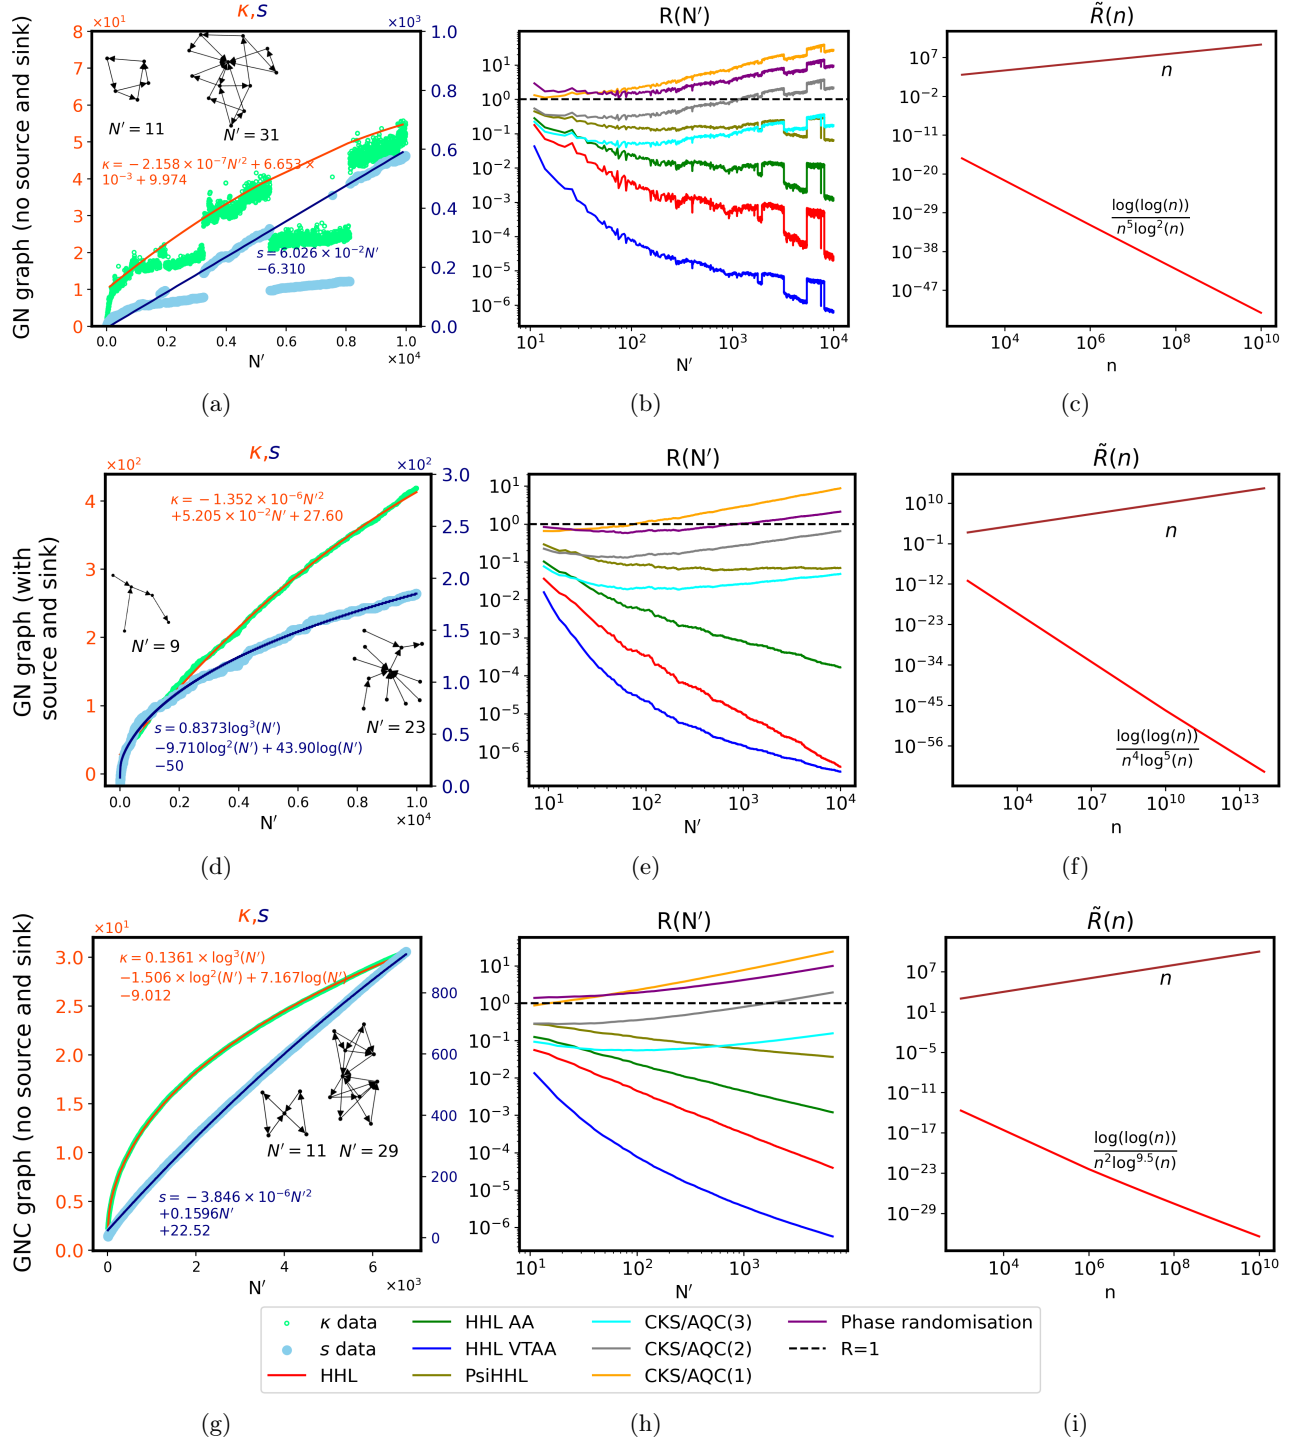 GN graph (no source and sink)
κ,s
×10¹
×10³
8
7
6
5
4
3
2
1
0
1.0
0.8
0.6
0.4
0.2
0.0
N′ = 11
N′ = 31
κ = −2.158 × 10⁻⁷N′² + 6.653 ×
10⁻³ + 9.974
s = 6.026 × 10⁻²N′
−6.310
0.0 0.2 0.4 0.6 0.8 1.0
×10⁴
N′
(a)
R(N′)
10¹
10⁰
10⁻¹
10⁻²
10⁻³
10⁻⁴
10⁻⁵
10⁻⁶
10¹ 10² 10³ 10⁴
N′
(b)
R̃(n)
10⁷
10⁻²
10⁻¹¹
10⁻²⁰
10⁻²⁹
10⁻³⁸
10⁻⁴⁷
n
log(log(n))
n⁵log²(n)
10⁴ 10⁶ 10⁸ 10¹⁰
n
(c)
GN graph (with
source and sink)
κ,s
×10²
×10²
4
3
2
1
0
3.0
2.5
2.0
1.5
1.0
0.5
0.0
κ = −1.352 × 10⁻⁶N′²
+5.205 × 10⁻²N′ + 27.60
N′ = 9
N′ = 23
s = 0.8373log³(N′)
−9.710log²(N′) + 43.90log(N′)
−50
0.0 0.2 0.4 0.6 0.8 1.0
×10⁴
N′
(d)
R(N′)
10¹
10⁰
10⁻¹
10⁻²
10⁻³
10⁻⁴
10⁻⁵
10⁻⁶
10¹ 10² 10³ 10⁴
N′
(e)
R̃(n)
10¹⁰
10⁻¹
10⁻¹²
10⁻²³
10⁻³⁴
10⁻⁴⁵
10⁻⁵⁶
n
log(log(n))
n⁴log⁵(n)
10⁴ 10⁷ 10¹⁰ 10¹³
n
(f)
GNC graph (no source and sink)
κ,s
×10¹
3.0
2.5
2.0
1.5
1.0
0.5
0.0
800
600
400
200
0
κ = 0.1361 × log³(N′)
−1.506 × log²(N′) + 7.167log(N′)
−9.012
N′ = 11 N′ = 29
s = −3.846 × 10⁻⁶N′²
+0.1596N′
+22.52
0 2 4 6
×10³
N′
R(N′)
10¹
10⁰
10⁻¹
10⁻²
10⁻³
10⁻⁴
10⁻⁵
10⁻⁶
10¹ 10² 10³
N′
R̃(n)
10⁷
10¹
10⁻⁵
10⁻¹¹
10⁻¹⁷
10⁻²³
10⁻²⁹
n
log(log(n))
n²log⁹·⁵(n)
10⁴ 10⁶ 10⁸ 10¹⁰
n
κ data
s data
HHL
HHL AA
HHL VTAA
PsiHHL
CKS/AQC(3)
CKS/AQC(2)
CKS/AQC(1)
Phase randomisation
R=1
(g)
(h)
(i)